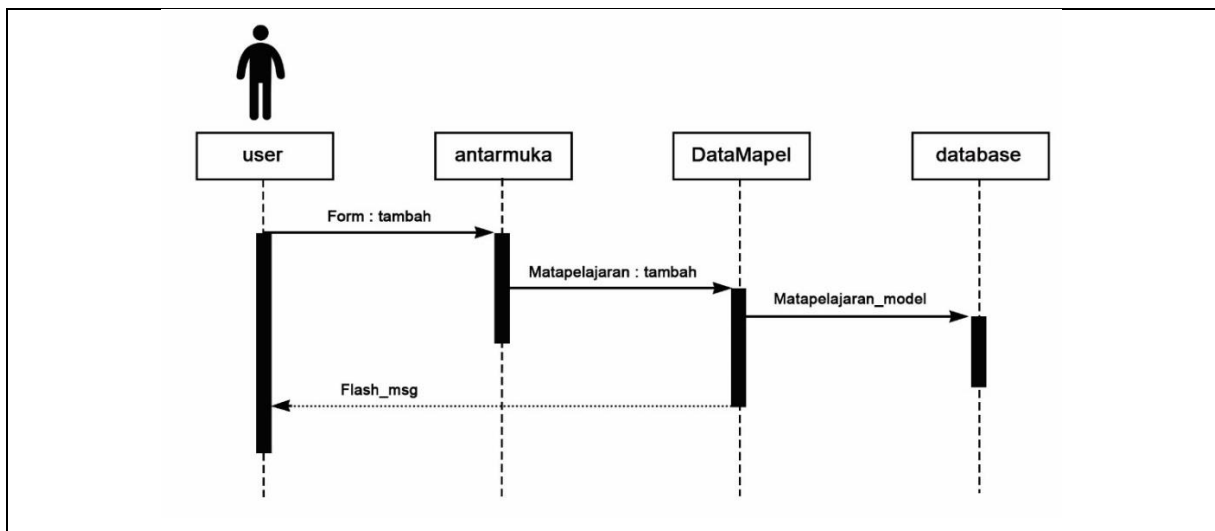 user
antarmuka
DataMapel
database
Form : tambah
Matapelajaran : tambah
Matapelajaran_model
Flash_msg